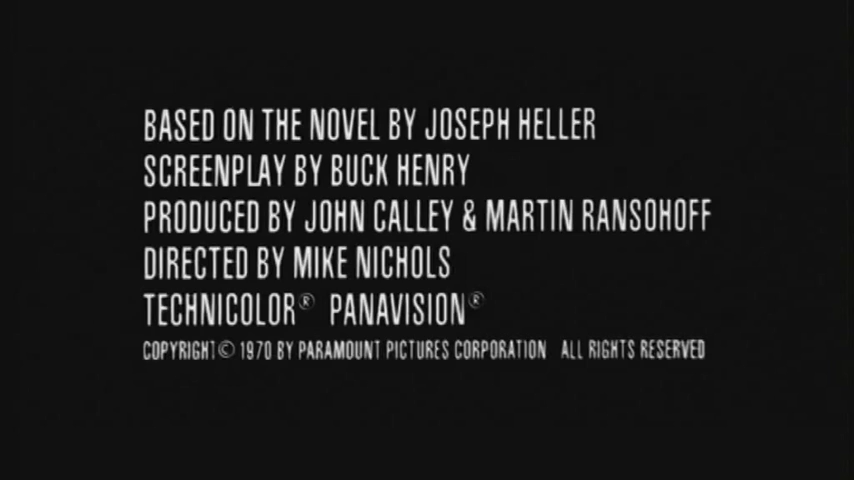 BASED ON THE NOVEL BY JOSEPH HELLER
SCREENPLAY BY BUCK HENRY
PRODUCED BY JOHN CALLEY & MARTIN RANSOHOFF
DIRECTED BY MIKE NICHOLS
TECHNICOLOR® PANAVISION®
COPYRIGHT © 1970 BY PARAMOUNT PICTURES CORPORATION ALL RIGHTS RESERVED